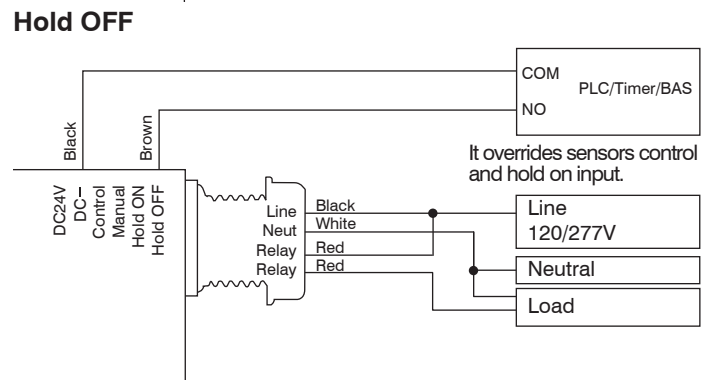 Hold OFF
COM
PLC/Timer/BAS
NO
Black
Brown
It overrides sensors control
and hold on input.
DC24V
DC–
Control
Manual
Hold ON
Hold OFF
Line
Neut
Relay
Relay
Black
White
Red
Red
Line
120/277V
Neutral
Load